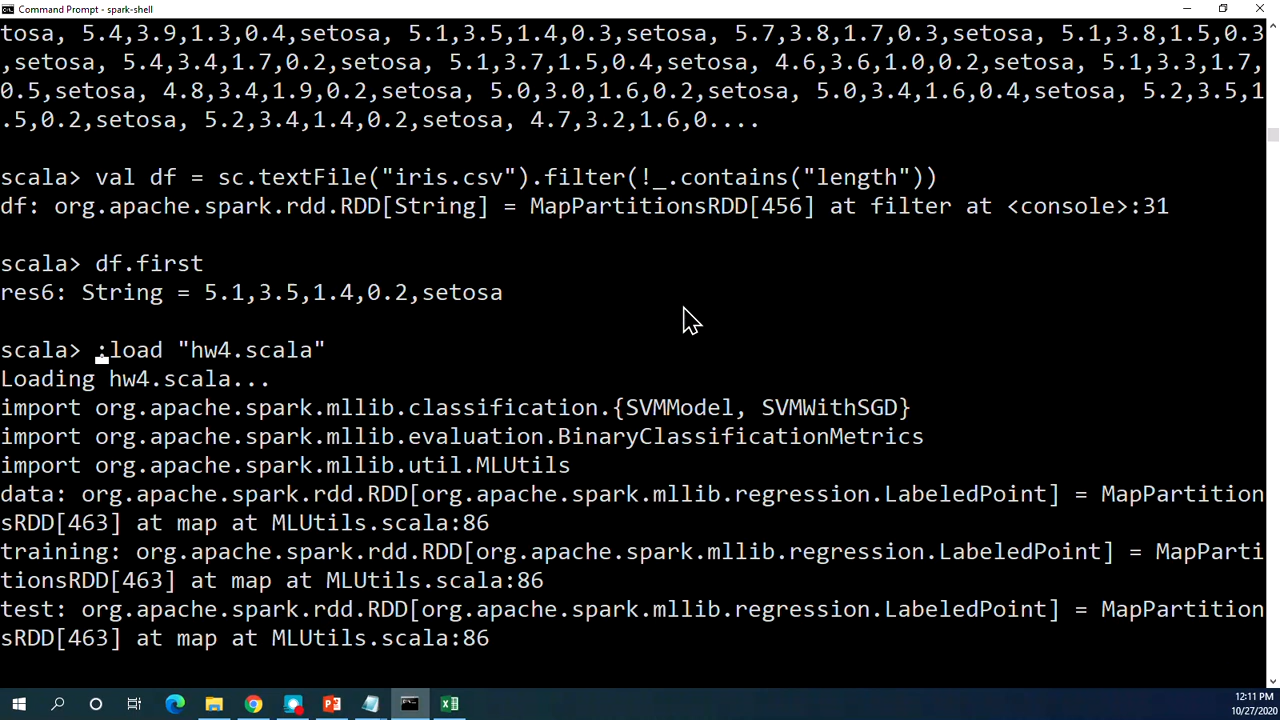 Command Prompt - spark-shell
tosa, 5.4,3.9,1.3,0.4,setosa, 5.1,3.5,1.4,0.3,setosa, 5.7,3.8,1.7,0.3,setosa, 5.1,3.8,1.5,0.3
,setosa, 5.4,3.4,1.7,0.2,setosa, 5.1,3.7,1.5,0.4,setosa, 4.6,3.6,1.0,0.2,setosa, 5.1,3.3,1.7,
0.5,setosa, 4.8,3.4,1.9,0.2,setosa, 5.0,3.0,1.6,0.2,setosa, 5.0,3.4,1.6,0.4,setosa, 5.2,3.5,1
.5,0.2,setosa, 5.2,3.4,1.4,0.2,setosa, 4.7,3.2,1.6,0....
scala> val df = sc.textFile("iris.csv").filter(!_.contains("length"))
df: org.apache.spark.rdd.RDD[String] = MapPartitionsRDD[456] at filter at <console>:31
scala> df.first
res6: String = 5.1,3.5,1.4,0.2,setosa
scala> :load "hw4.scala"
Loading hw4.scala...
import org.apache.spark.mllib.classification.{SVMModel, SVMWithSGD}
import org.apache.spark.mllib.evaluation.BinaryClassificationMetrics
import org.apache.spark.mllib.util.MLUtils
data: org.apache.spark.rdd.RDD[org.apache.spark.mllib.regression.LabeledPoint] = MapPartition
sRDD[463] at map at MLUtils.scala:86
training: org.apache.spark.rdd.RDD[org.apache.spark.mllib.regression.LabeledPoint] = MapParti
tionsRDD[463] at map at MLUtils.scala:86
test: org.apache.spark.rdd.RDD[org.apache.spark.mllib.regression.LabeledPoint] = MapPartition
sRDD[463] at map at MLUtils.scala:86
12:11 PM
10/27/2020